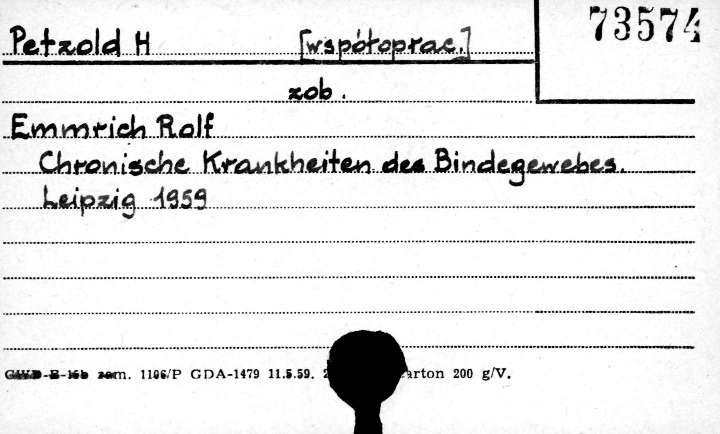 73574
Petzold H [współoprac.]
zob.
Emmrich Rolf
Chronische Krankheiten des Bindegewebes.
Leipzig 1959
zam. 1106/P GDA-1479 11.5.59. arton 200 g/V.